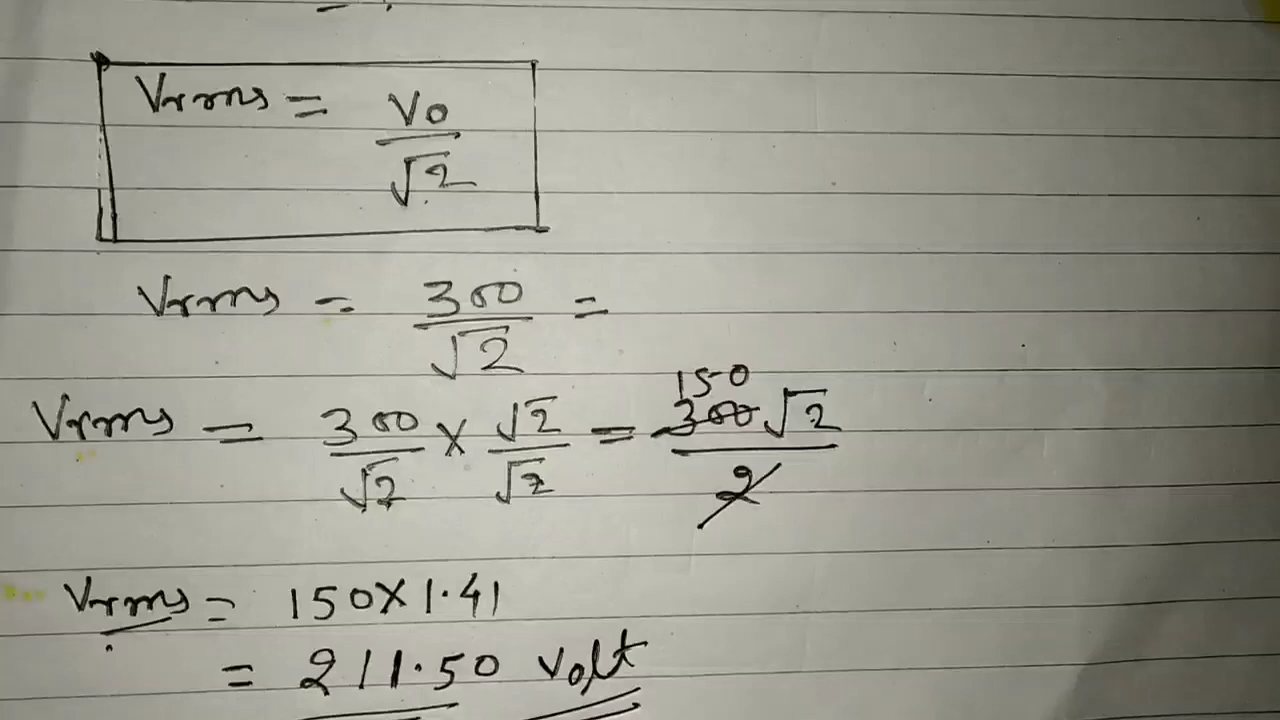 Vrms = V0/√2
Vrms = 300/√2 =
Vrms = 300/√2 × √2/√2 = 150 300√2/2
Vrms = 150×1.41
= 211.50 Volt